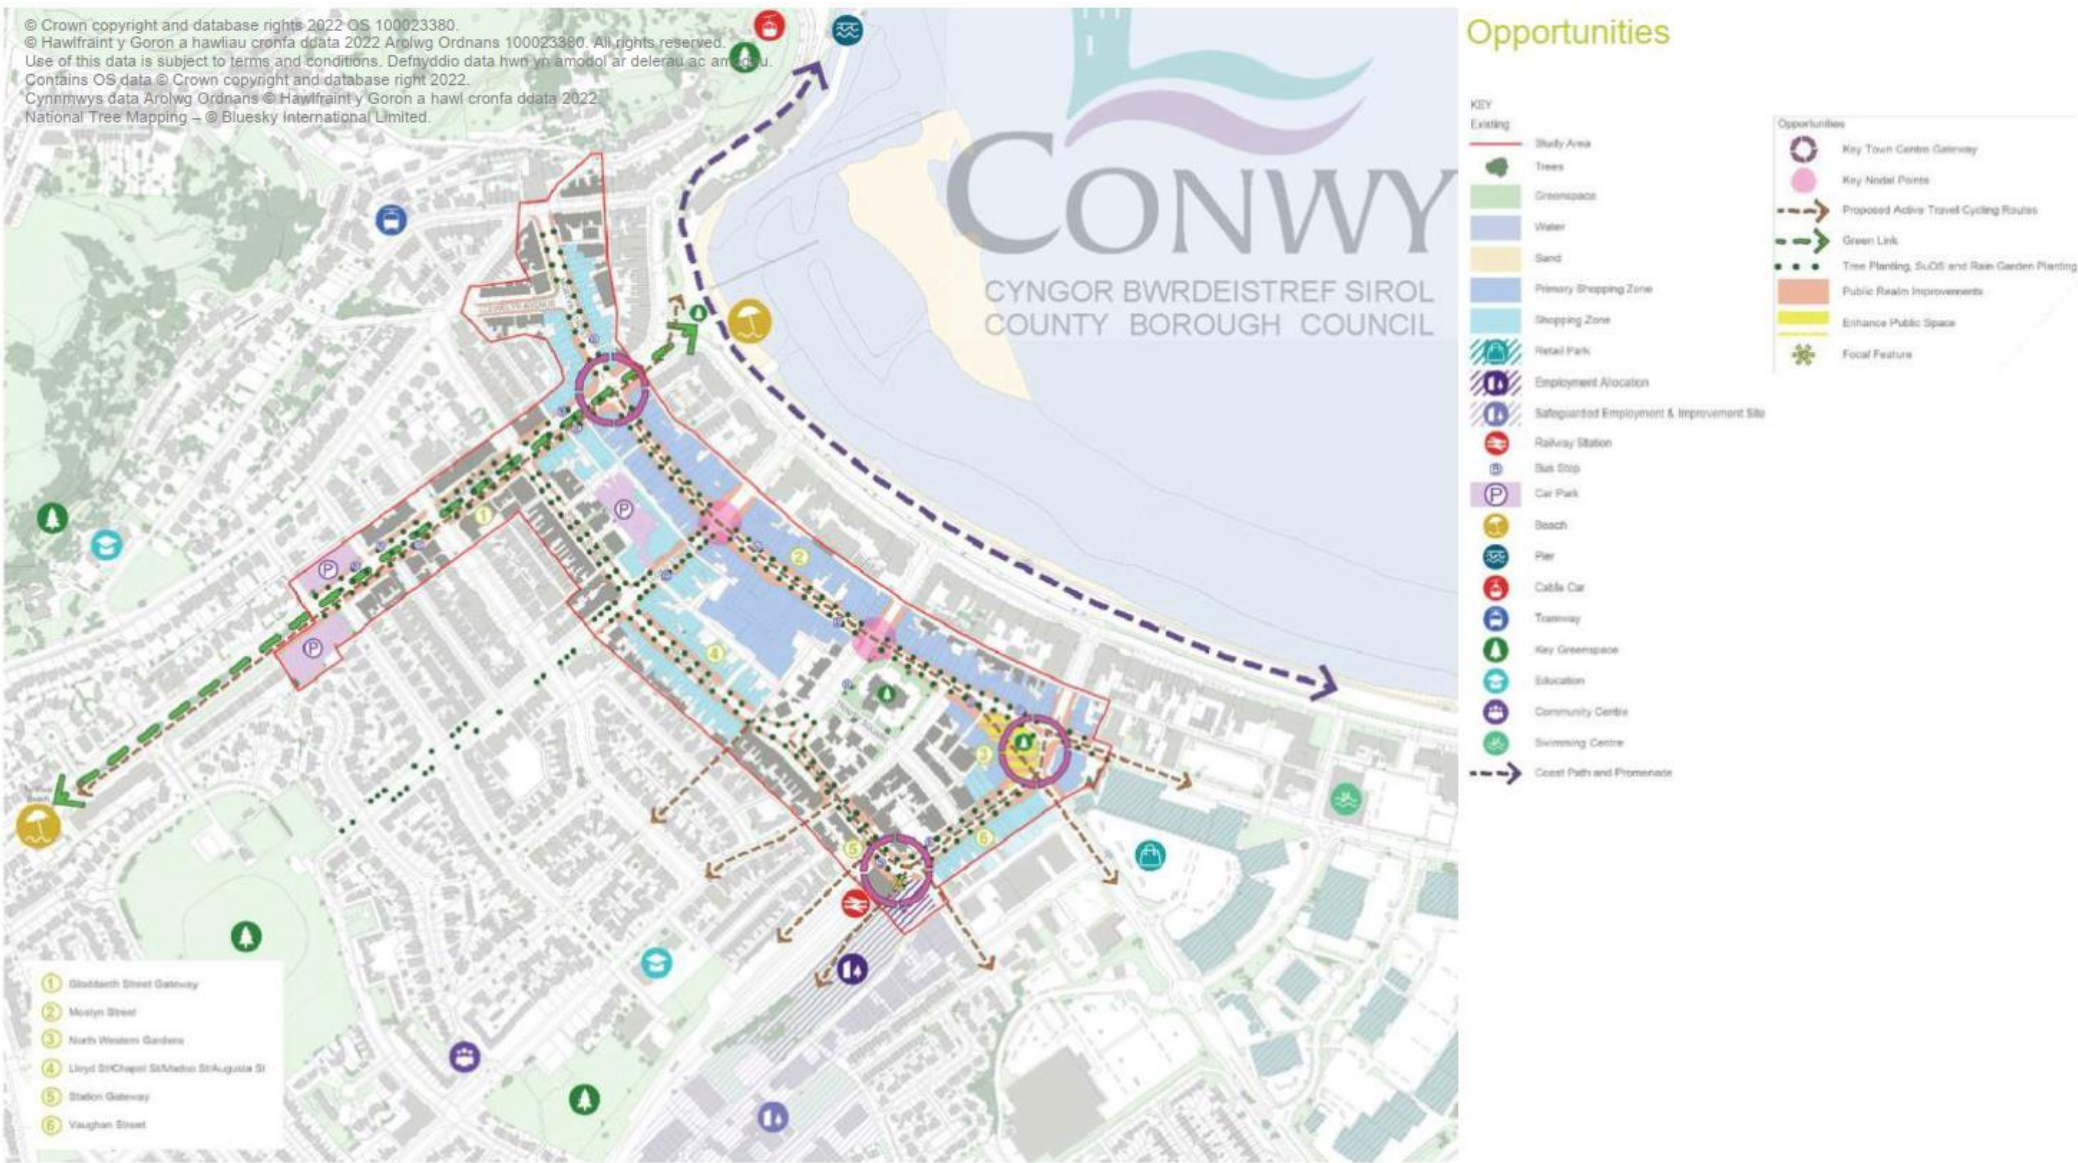 © Crown copyright and database rights 2022 OS 100023380.
© Hawlfraint y Goron a hawliau cronfa ddata 2022 Arolwg Ordnans 100023380. All rights reserved.
Use of this data is subject to terms and conditions. Defnyddio data hwn yn amodol ar delerau ac amodau.
Contains OS data © Crown copyright and database right 2022.
Cynnmwys data Arolwg Ordnans © Hawlfraint y Goron a hawl cronfa ddata 2022.
National Tree Mapping – © Bluesky International Limited.
CONWY
CYNGOR BWRDEISTREF SIROL
COUNTY BOROUGH COUNCIL
P
P
P
1
2
3
4
5
6
1 Gloddaeth Street Gateway
2 Mostyn Street
3 North Western Gardens
4 Lloyd St/Chapel St/Madoc St/Augusta St
5 Station Gateway
6 Vaughan Street
Opportunities
KEY
Existing
Study Area
Trees
Greenspace
Water
Sand
Primary Shopping Zone
Shopping Zone
Retail Park
Employment Allocation
Safeguarded Employment & Improvement Site
Railway Station
B Bus Stop
P Car Park
Beach
Pier
Cable Car
Tramway
Key Greenspace
Education
Community Centre
Swimming Centre
Coast Path and Promenade
Opportunities
Key Town Centre Gateway
Key Nodal Points
Proposed Active Travel Cycling Routes
Green Link
Tree Planting, SuDS and Rain Garden Planting
Public Realm Improvements
Enhance Public Space
Focal Feature